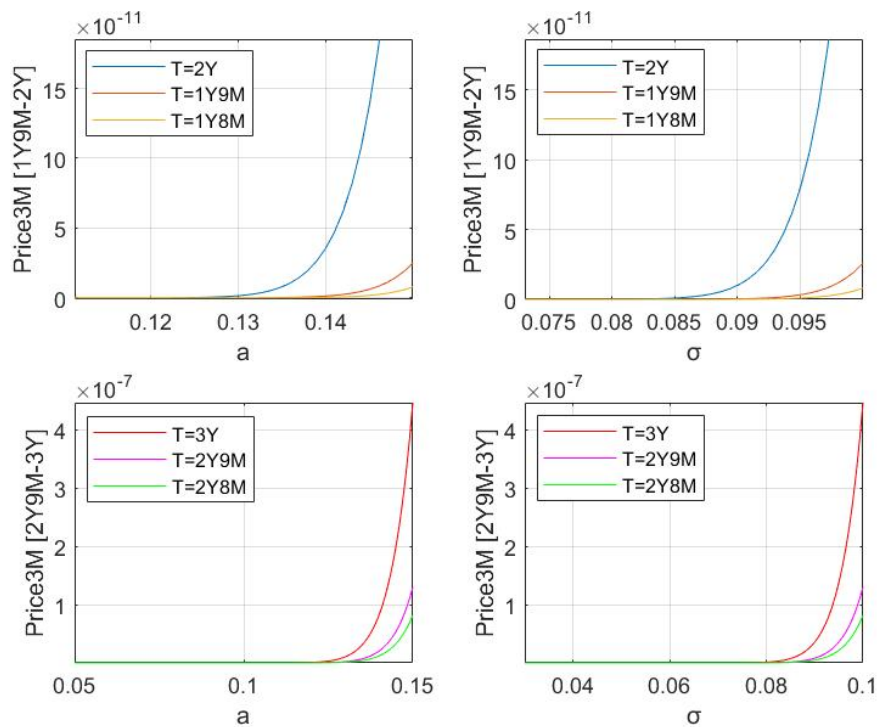 ×10⁻¹¹
Price3M [1Y9M-2Y]
15
10
5
0
T=2Y
T=1Y9M
T=1Y8M
0.12 0.13 0.14
a
×10⁻¹¹
Price3M [1Y9M-2Y]
15
10
5
0
T=2Y
T=1Y9M
T=1Y8M
0.075 0.08 0.085 0.09 0.095
σ
×10⁻⁷
Price3M [2Y9M-3Y]
4
3
2
1
T=3Y
T=2Y9M
T=2Y8M
0.05 0.1 0.15
a
×10⁻⁷
Price3M [2Y9M-3Y]
4
3
2
1
T=3Y
T=2Y9M
T=2Y8M
0.04 0.06 0.08 0.1
σ